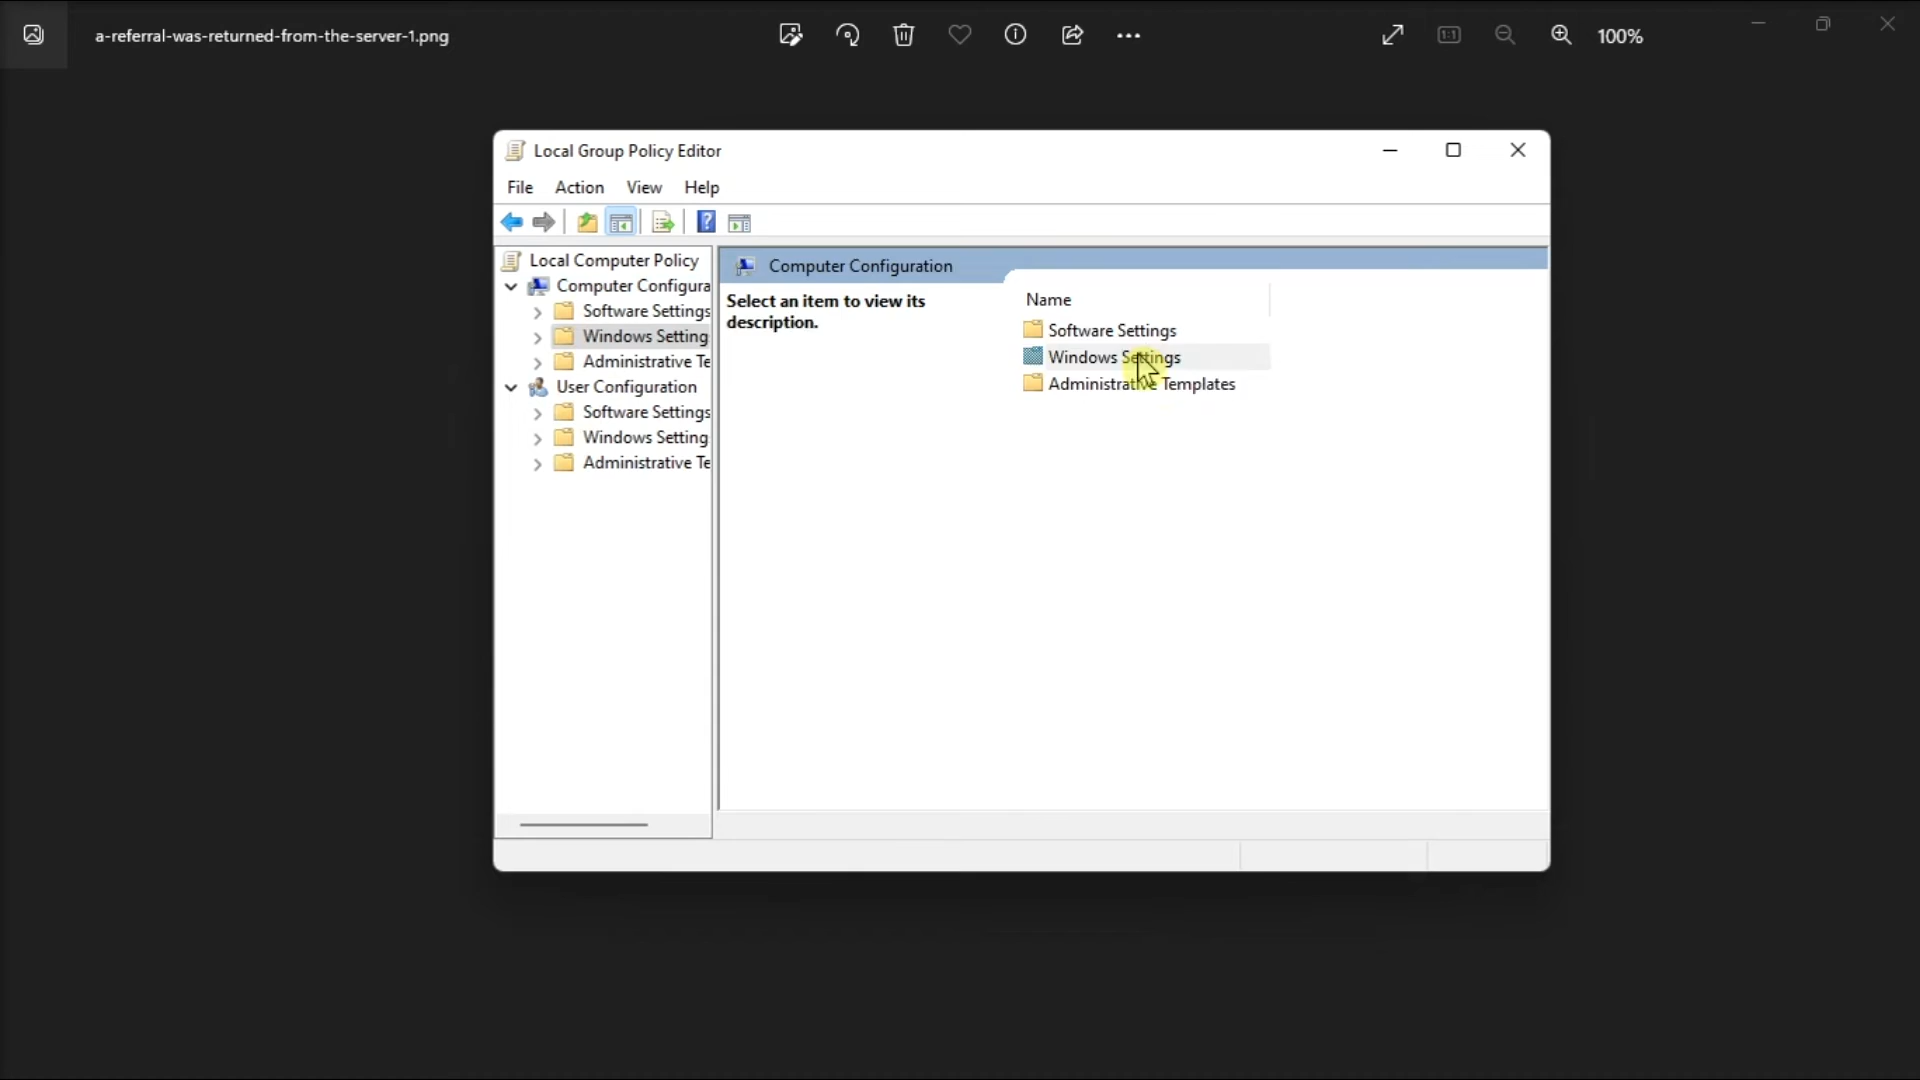 a-referral-was-returned-from-the-server-1.png
1:1
100%
Local Group Policy Editor
File Action View Help
Local Computer Policy
Computer Configura
Software Settings
Windows Setting
Administrative Te
User Configuration
Software Settings
Windows Setting
Administrative Te
Computer Configuration
Select an item to view its
description.
Name
Software Settings
Windows Settings
Administrative Templates